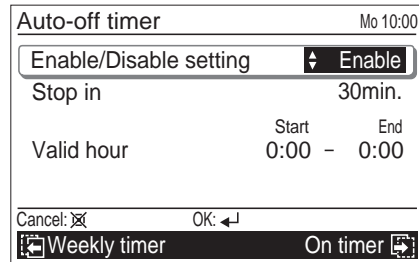 Auto-off timer Mo 10:00
Enable/Disable setting Enable
Stop in 30min.
Start End
Valid hour 0:00 – 0:00
Cancel: OK:
Weekly timer On timer